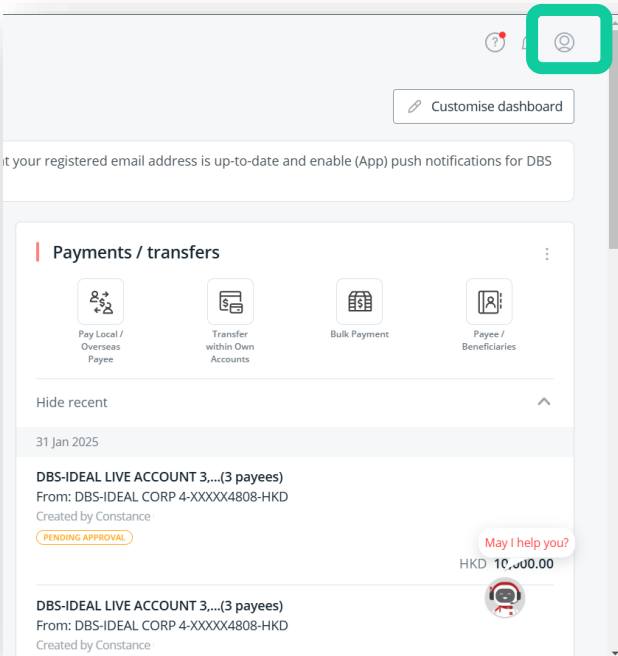 ?
Customise dashboard
at your registered email address is up-to-date and enable (App) push notifications for DBS
Payments / transfers
Pay Local /
Overseas
Payee
Transfer
within Own
Accounts
Bulk Payment
Payee /
Beneficiaries
Hide recent
31 Jan 2025
DBS-IDEAL LIVE ACCOUNT 3,...(3 payees)
From: DBS-IDEAL CORP 4-XXXXX4808-HKD
Created by Constance
PENDING APPROVAL
May I help you?
HKD 10,000.00
DBS-IDEAL LIVE ACCOUNT 3,...(3 payees)
From: DBS-IDEAL CORP 4-XXXXX4808-HKD
Created by Constance